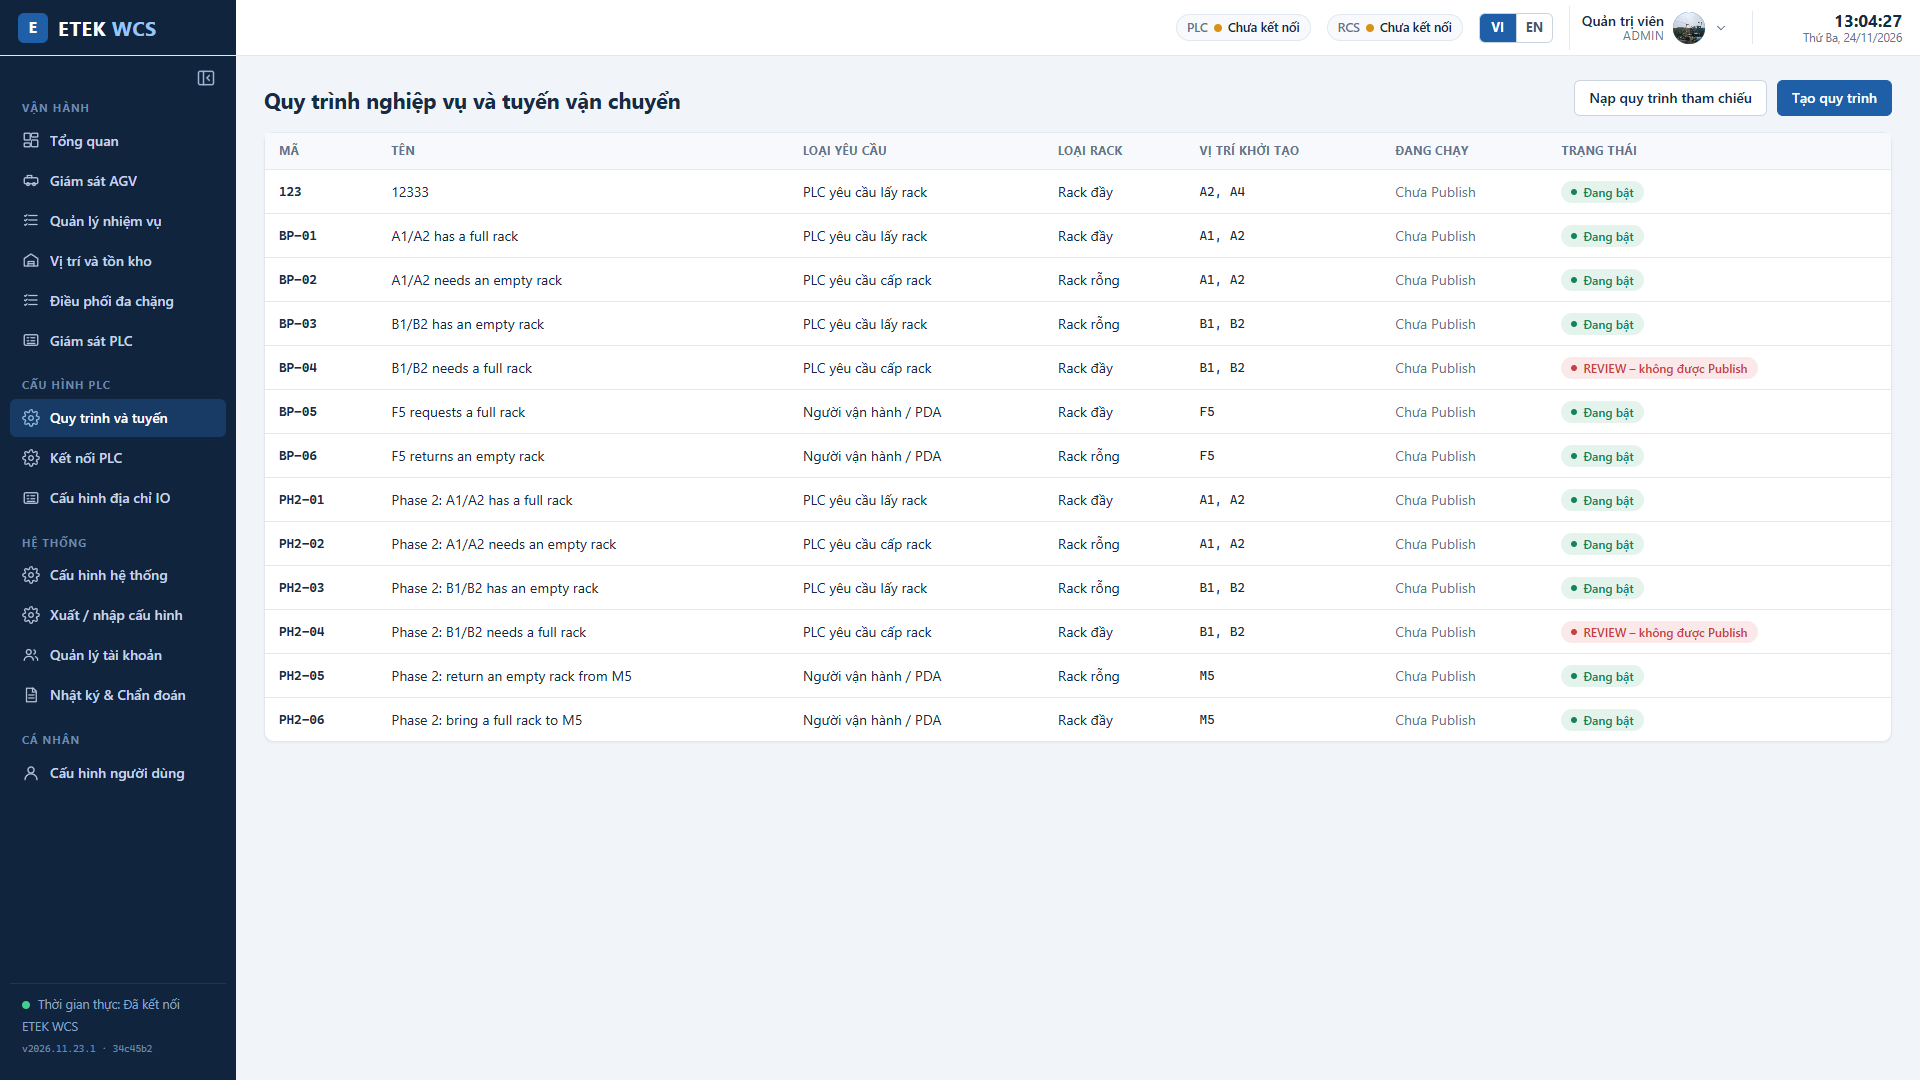 E ETEK WCS
PLC Chưa kết nối
RCS Chưa kết nối
VI EN
Quản trị viên
ADMIN
13:04:27
Thứ Ba, 24/11/2026
VẬN HÀNH
Tổng quan
Giám sát AGV
Quản lý nhiệm vụ
Vị trí và tồn kho
Điều phối đa chặng
Giám sát PLC
CẤU HÌNH PLC
Quy trình và tuyến
Kết nối PLC
Cấu hình địa chỉ IO
HỆ THỐNG
Cấu hình hệ thống
Xuất / nhập cấu hình
Quản lý tài khoản
Nhật ký & Chẩn đoán
CÁ NHÂN
Cấu hình người dùng
Thời gian thực: Đã kết nối
ETEK WCS
v2026.11.23.1 · 34c45b2
Quy trình nghiệp vụ và tuyến vận chuyển
Nạp quy trình tham chiếu
Tạo quy trình
MÃ TÊN LOẠI YÊU CẦU LOẠI RACK VỊ TRÍ KHỞI TẠO ĐANG CHẠY TRẠNG THÁI
123 12333 PLC yêu cầu lấy rack Rack đầy A2, A4 Chưa Publish Đang bật
BP-01 A1/A2 has a full rack PLC yêu cầu lấy rack Rack đầy A1, A2 Chưa Publish Đang bật
BP-02 A1/A2 needs an empty rack PLC yêu cầu cấp rack Rack rỗng A1, A2 Chưa Publish Đang bật
BP-03 B1/B2 has an empty rack PLC yêu cầu lấy rack Rack rỗng B1, B2 Chưa Publish Đang bật
BP-04 B1/B2 needs a full rack PLC yêu cầu cấp rack Rack đầy B1, B2 Chưa Publish REVIEW – không được Publish
BP-05 F5 requests a full rack Người vận hành / PDA Rack đầy F5 Chưa Publish Đang bật
BP-06 F5 returns an empty rack Người vận hành / PDA Rack rỗng F5 Chưa Publish Đang bật
PH2-01 Phase 2: A1/A2 has a full rack PLC yêu cầu lấy rack Rack đầy A1, A2 Chưa Publish Đang bật
PH2-02 Phase 2: A1/A2 needs an empty rack PLC yêu cầu cấp rack Rack rỗng A1, A2 Chưa Publish Đang bật
PH2-03 Phase 2: B1/B2 has an empty rack PLC yêu cầu lấy rack Rack rỗng B1, B2 Chưa Publish Đang bật
PH2-04 Phase 2: B1/B2 needs a full rack PLC yêu cầu cấp rack Rack đầy B1, B2 Chưa Publish REVIEW – không được Publish
PH2-05 Phase 2: return an empty rack from M5 Người vận hành / PDA Rack rỗng M5 Chưa Publish Đang bật
PH2-06 Phase 2: bring a full rack to M5 Người vận hành / PDA Rack đầy M5 Chưa Publish Đang bật